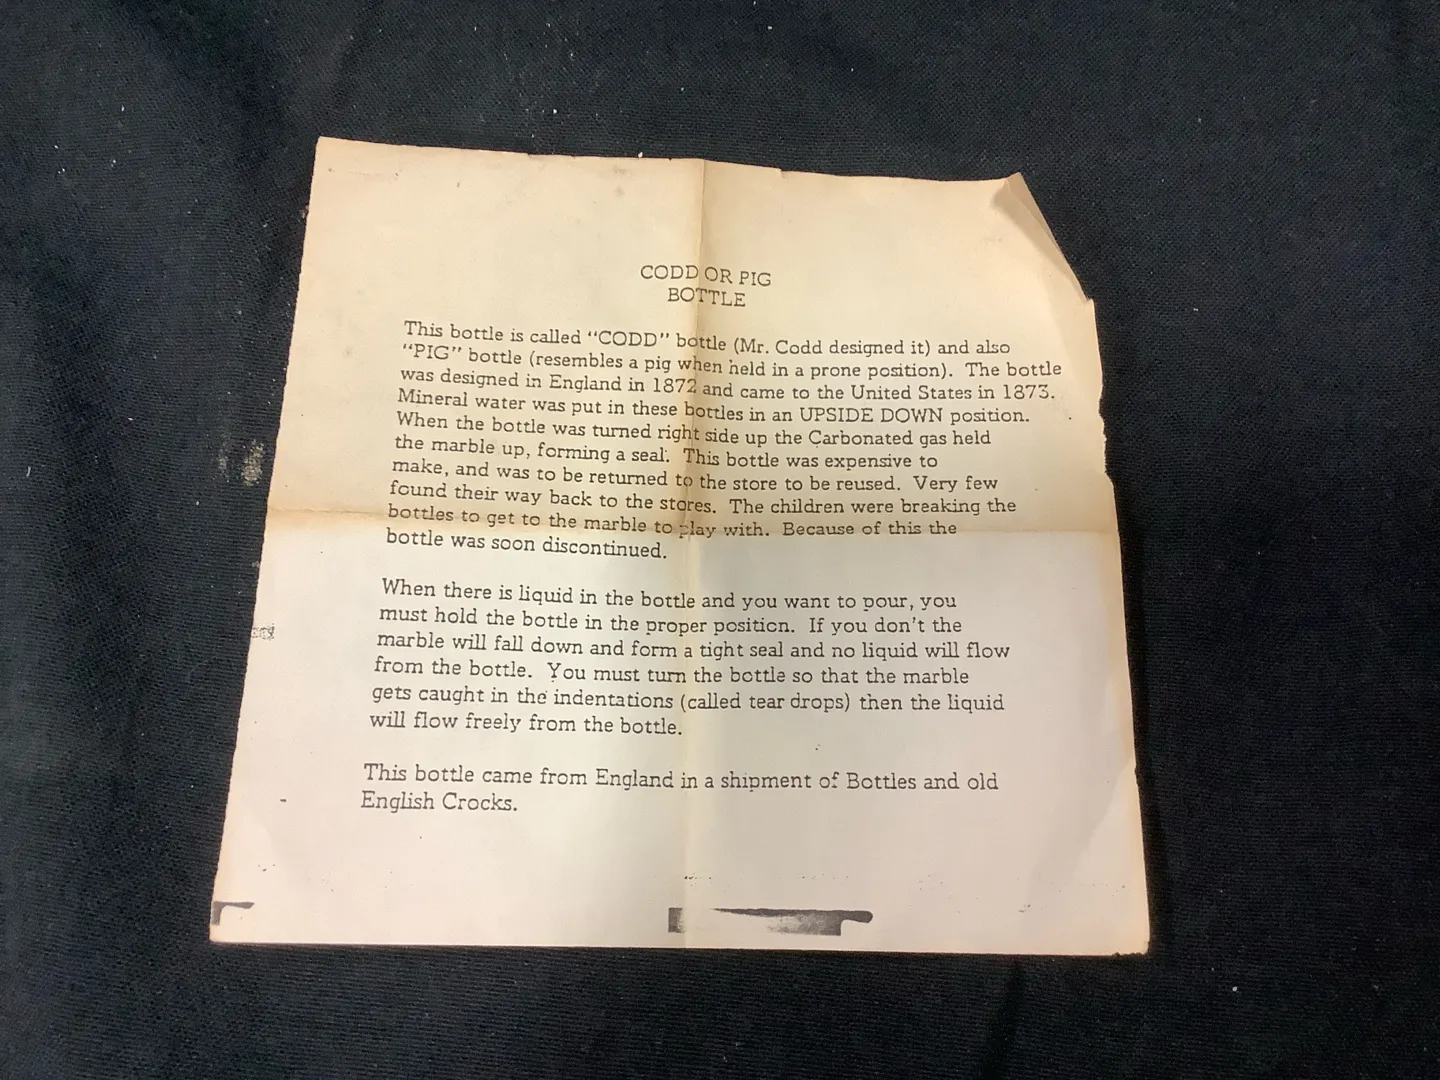 CODD OR PIG
BOTTLE
This bottle is called "CODD" bottle (Mr. Codd designed it) and also
"PIG" bottle (resembles a pig when held in a prone position). The bottle
was designed in England in 1872 and came to the United States in 1873.
Mineral water was put in these bottles in an UPSIDE DOWN position.
When the bottle was turned right side up the Carbonated gas held
the marble up, forming a seal. This bottle was expensive to
make, and was to be returned to the store to be reused. Very few
found their way back to the stores. The children were breaking the
bottles to get to the marble to play with. Because of this the
bottle was soon discontinued.
When there is liquid in the bottle and you want to pour, you
must hold the bottle in the proper position. If you don't the
marble will fall down and form a tight seal and no liquid will flow
from the bottle. You must turn the bottle so that the marble
gets caught in the indentations (called tear drops) then the liquid
will flow freely from the bottle.
This bottle came from England in a shipment of Bottles and old
English Crocks.